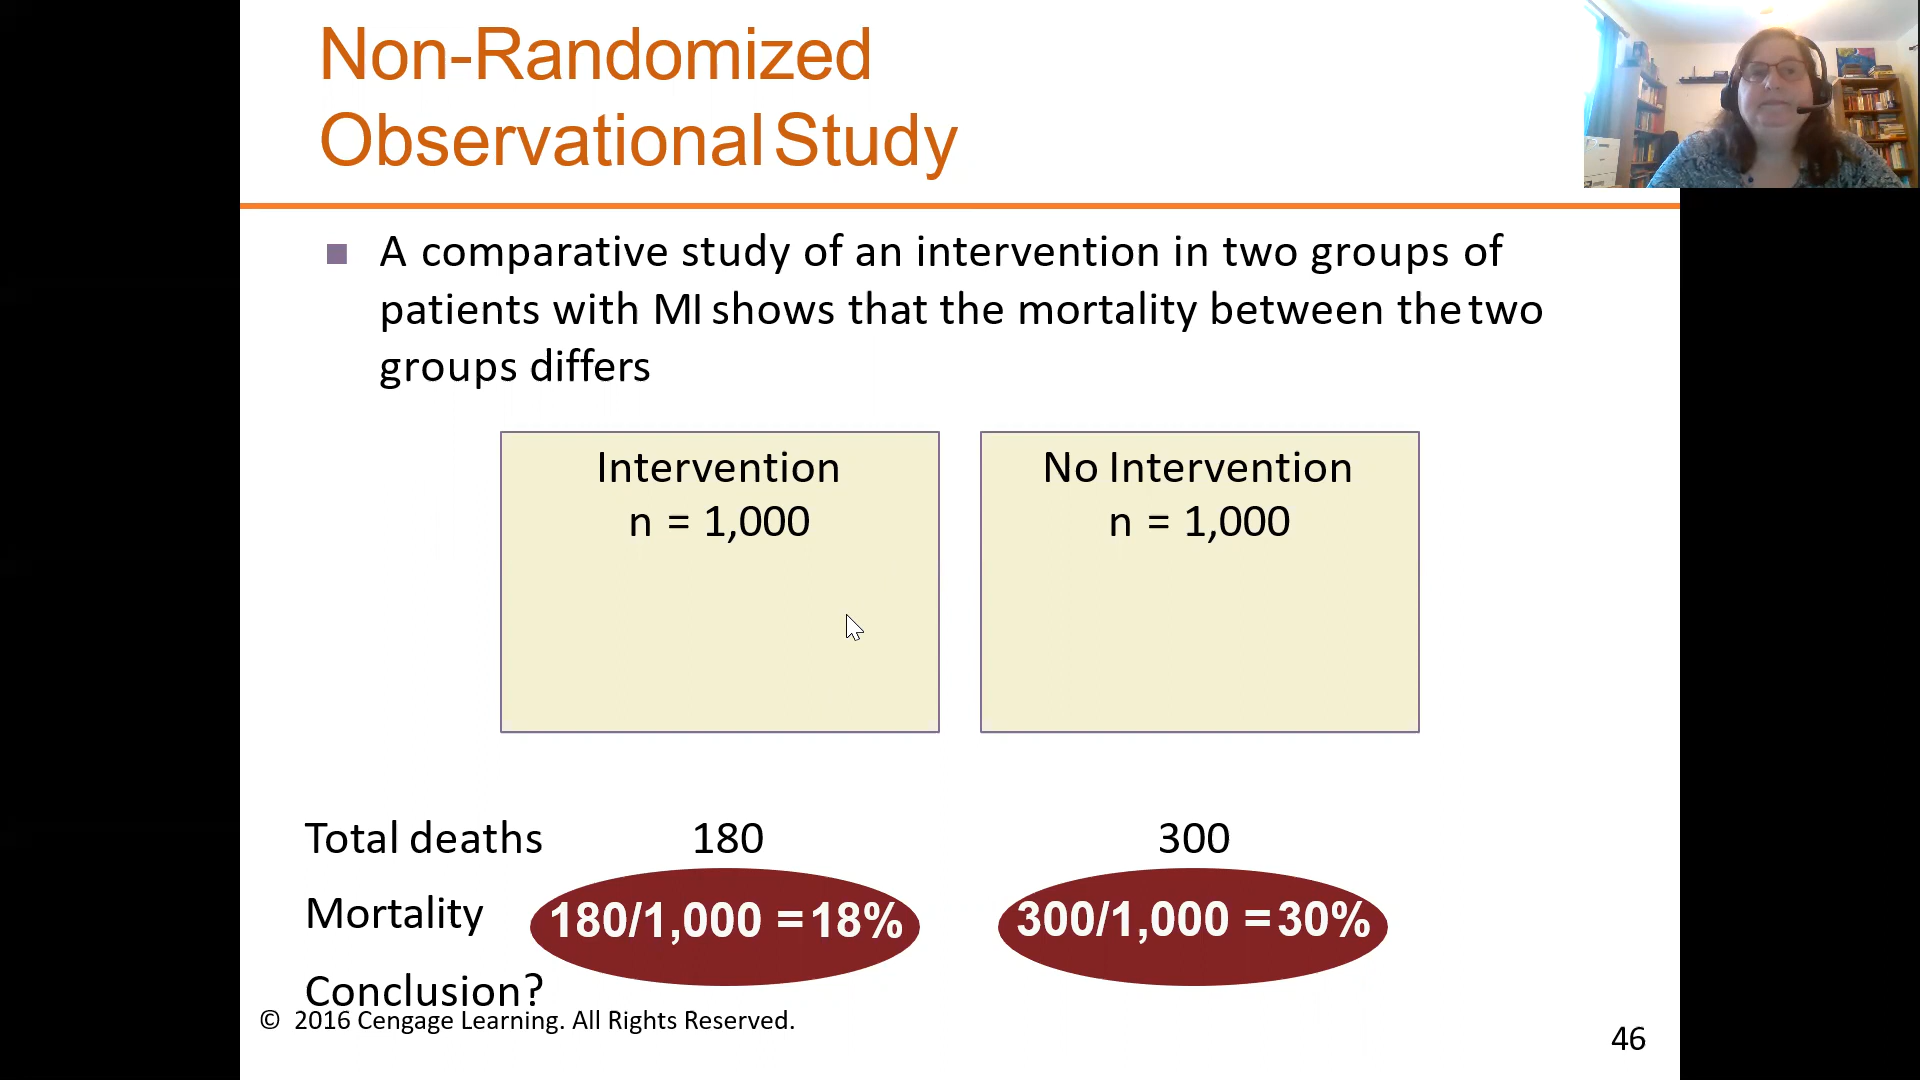 Non-Randomized
Observational Study
A comparative study of an intervention in two groups of
patients with MI shows that the mortality between the two
groups differs
Intervention
n = 1,000
No Intervention
n = 1,000
Total deaths 180 300
Mortality 180/1,000 = 18% 300/1,000 = 30%
Conclusion?
© 2016 Cengage Learning. All Rights Reserved.
46